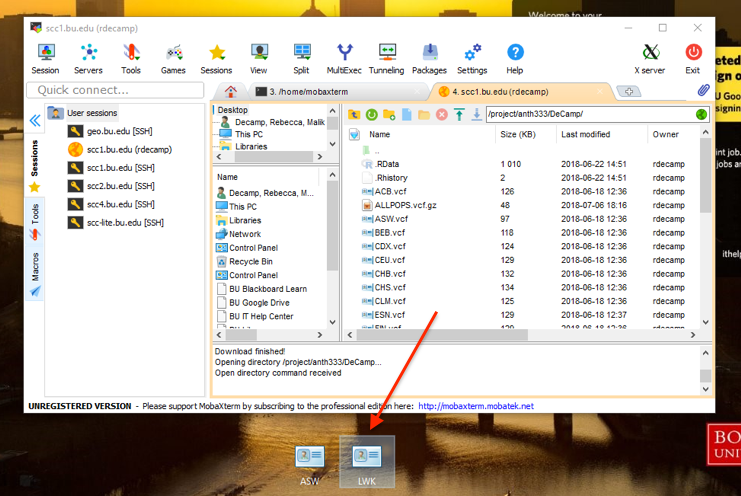 Welcome to your
scc1.bu.edu (rdecamp)
Session Servers Tools Games Sessions View Split MultiExec Tunneling Packages Settings Help X server Exit
Quick connect...
3. /home/mobaxterm
4. scc1.bu.edu (rdecamp)
Sessions
Tools
Macros
User sessions
geo.bu.edu [SSH]
scc1.bu.edu (rdecamp)
scc1.bu.edu [SSH]
scc2.bu.edu [SSH]
scc4.bu.edu [SSH]
scc-lite.bu.edu [SSH]
Desktop
Decamp, Rebecca, Malik
This PC
Libraries
Name
Decamp, Rebecca, M...
This PC
Libraries
Network
Control Panel
Recycle Bin
Control Panel
BU Blackboard Learn
BU Google Drive
BU IT Help Center
/project/anth333/DeCamp/
Name Size (KB) Last modified Owner
..
.RData 1 010 2018-06-22 14:51 rdecamp
.Rhistory 2 2018-06-22 14:51 rdecamp
ACB.vcf 126 2018-06-18 12:36 rdecamp
ALLPOPS.vcf.gz 48 2018-07-06 18:16 rdecamp
ASW.vcf 97 2018-06-18 12:36 rdecamp
BEB.vcf 118 2018-06-18 12:36 rdecamp
CDX.vcf 124 2018-06-18 12:36 rdecamp
CEU.vcf 129 2018-06-18 12:36 rdecamp
CHB.vcf 132 2018-06-18 12:36 rdecamp
CHS.vcf 134 2018-06-18 12:36 rdecamp
CLM.vcf 125 2018-06-18 12:36 rdecamp
ESN.vcf 129 2018-06-18 12:37 rdecamp
Download finished!
Opening directory /project/anth333/DeCamp...
Open directory command received
UNREGISTERED VERSION - Please support MobaXterm by subscribing to the professional edition here: http://mobaxterm.mobatek.net
ASW
LWK